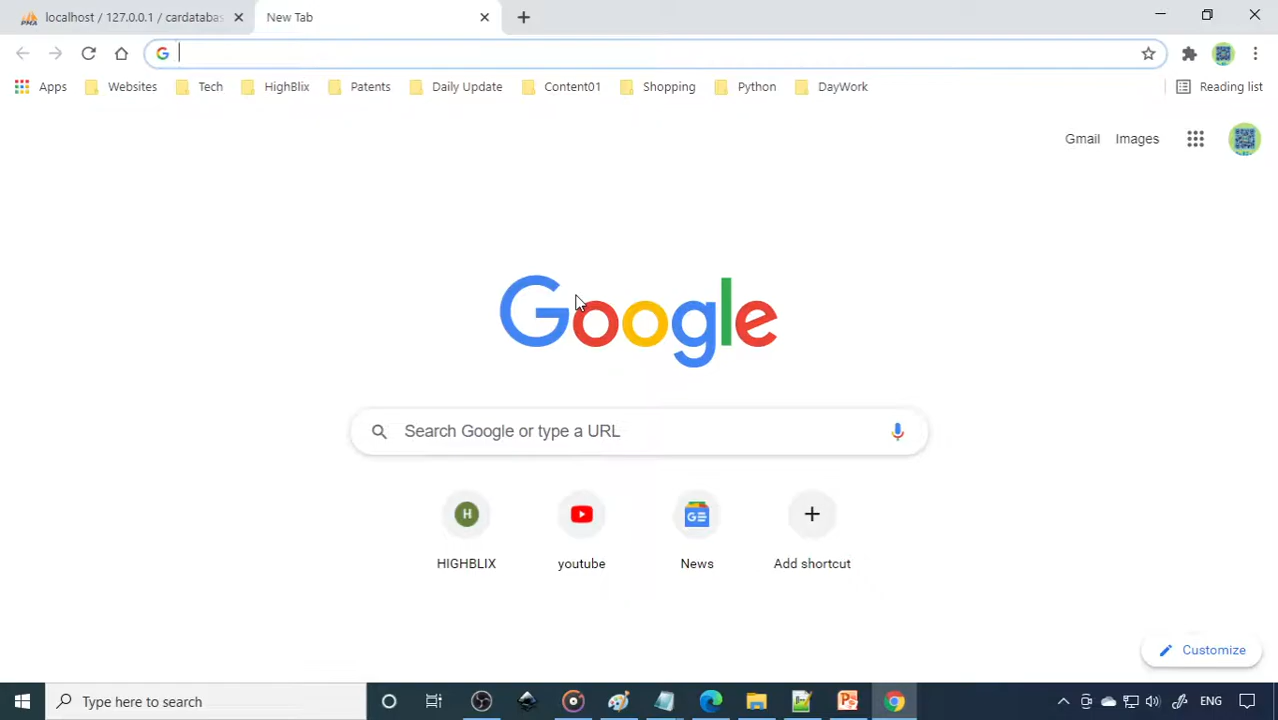 localhost / 127.0.0.1 / cardatabas
New Tab
Apps
Websites
Tech
HighBlix
Patents
Daily Update
Content01
Shopping
Python
DayWork
Reading list
Gmail
Images
Google
Search Google or type a URL
H
HIGHBLIX
youtube
GE
News
Add shortcut
Customize
Type here to search
ENG